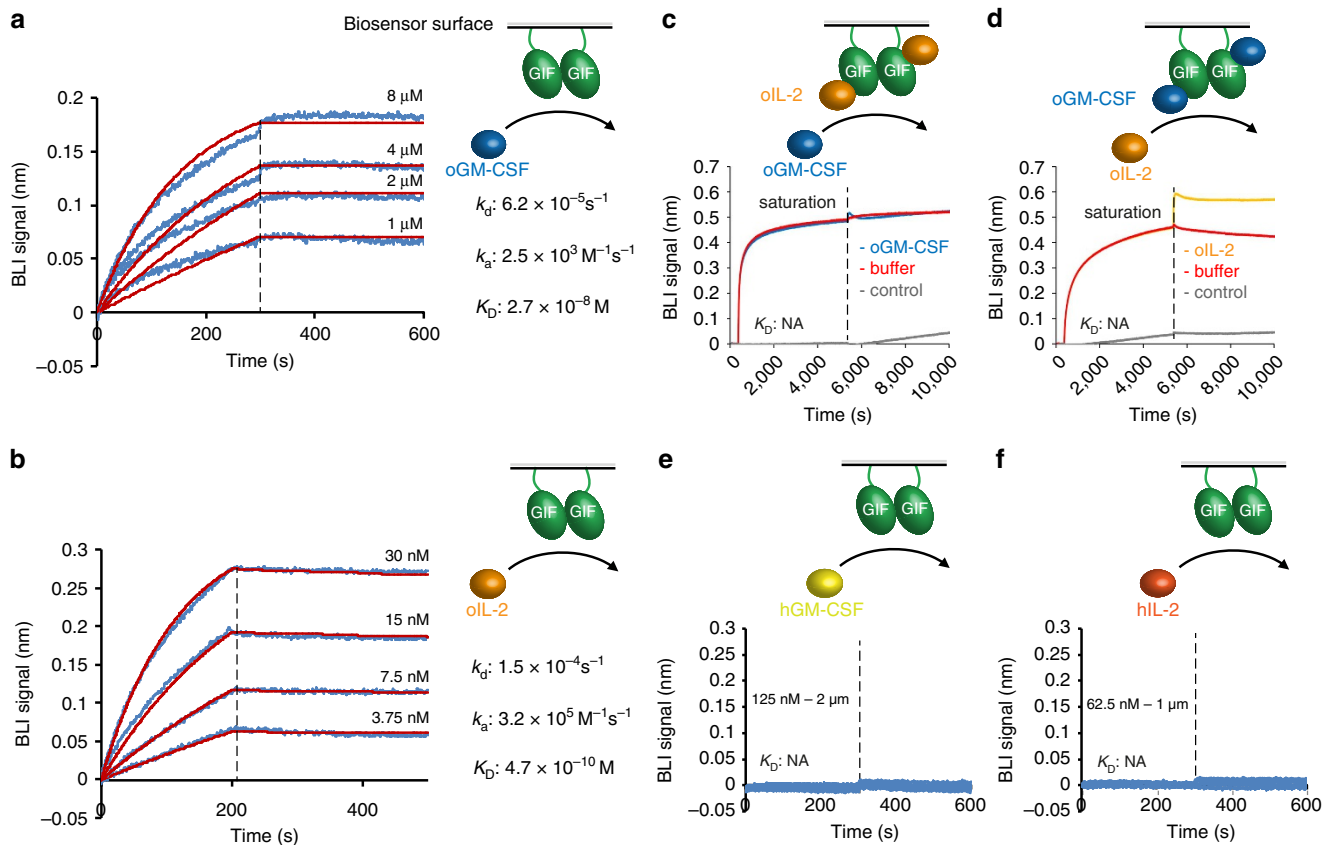 a
Biosensor surface
GIF GIF
0.2
0.15
0.1
0.05
0
−0.05
BLI signal (nm)
8 µM
4 µM
2 µM
1 µM
0 200 400 600
Time (s)
oGM-CSF
k_d: 6.2 × 10⁻⁵ s⁻¹
k_a: 2.5 × 10³ M⁻¹s⁻¹
K_D: 2.7 × 10⁻⁸ M
b
GIF GIF
oIL-2
0.3
0.25
0.2
0.15
0.1
0.05
0
−0.05
BLI signal (nm)
30 nM
15 nM
7.5 nM
3.75 nM
0 200 400
Time (s)
k_d: 1.5 × 10⁻⁴ s⁻¹
k_a: 3.2 × 10⁵ M⁻¹s⁻¹
K_D: 4.7 × 10⁻¹⁰ M
c
GIF GIF
oIL-2
oGM-CSF
0.7
0.6
0.5
0.4
0.3
0.2
0.1
0
BLI signal (nm)
saturation
- oGM-CSF
- buffer
- control
K_D: NA
0 2,000 4,000 6,000 8,000 10,000
Time (s)
d
GIF GIF
oGM-CSF
oIL-2
0.7
0.6
0.5
0.4
0.3
0.2
0.1
0
BLI signal (nm)
saturation
- oIL-2
- buffer
- control
K_D: NA
0 2,000 4,000 6,000 8,000 10,000
Time (s)
e
GIF GIF
hGM-CSF
0.3
0.25
0.2
0.15
0.1
0.05
0
−0.05
BLI signal (nm)
125 nM – 2 µm
K_D: NA
0 200 400 600
Time (s)
f
GIF GIF
hIL-2
0.3
0.25
0.2
0.15
0.1
0.05
0
−0.05
BLI signal (nm)
62.5 nM – 1 µm
K_D: NA
0 200 400 600
Time (s)